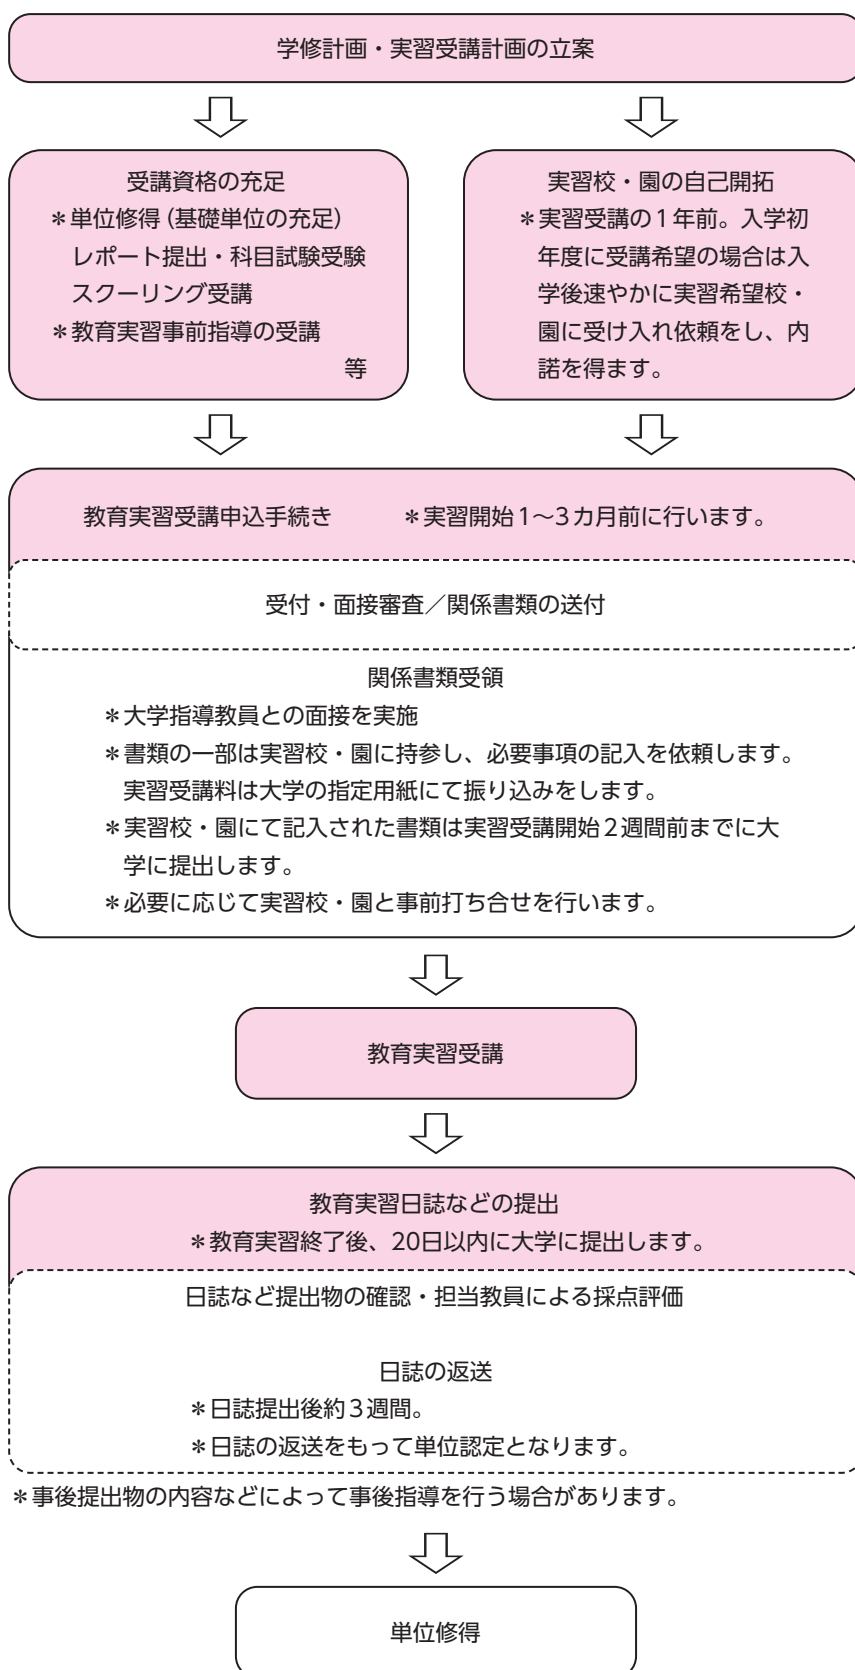 学修計画・実習受講計画の立案
受講資格の充足
＊単位修得（基礎単位の充足）
レポート提出・科目試験受験
スクーリング受講
＊教育実習事前指導の受講
等
実習校・園の自己開拓
＊実習受講の１年前。入学初
年度に受講希望の場合は入
学後速やかに実習希望校・
園に受け入れ依頼をし、内
諾を得ます。
教育実習受講申込手続き　　＊実習開始１～３カ月前に行います。
受付・面接審査／関係書類の送付
関係書類受領
＊大学指導教員との面接を実施
＊書類の一部は実習校・園に持参し、必要事項の記入を依頼します。
実習受講料は大学の指定用紙にて振り込みをします。
＊実習校・園にて記入された書類は実習受講開始２週間前までに大
学に提出します。
＊必要に応じて実習校・園と事前打ち合せを行います。
教育実習受講
教育実習日誌などの提出
＊教育実習終了後、20日以内に大学に提出します。
日誌など提出物の確認・担当教員による採点評価
日誌の返送
＊日誌提出後約３週間。
＊日誌の返送をもって単位認定となります。
＊事後提出物の内容などによって事後指導を行う場合があります。
単位修得